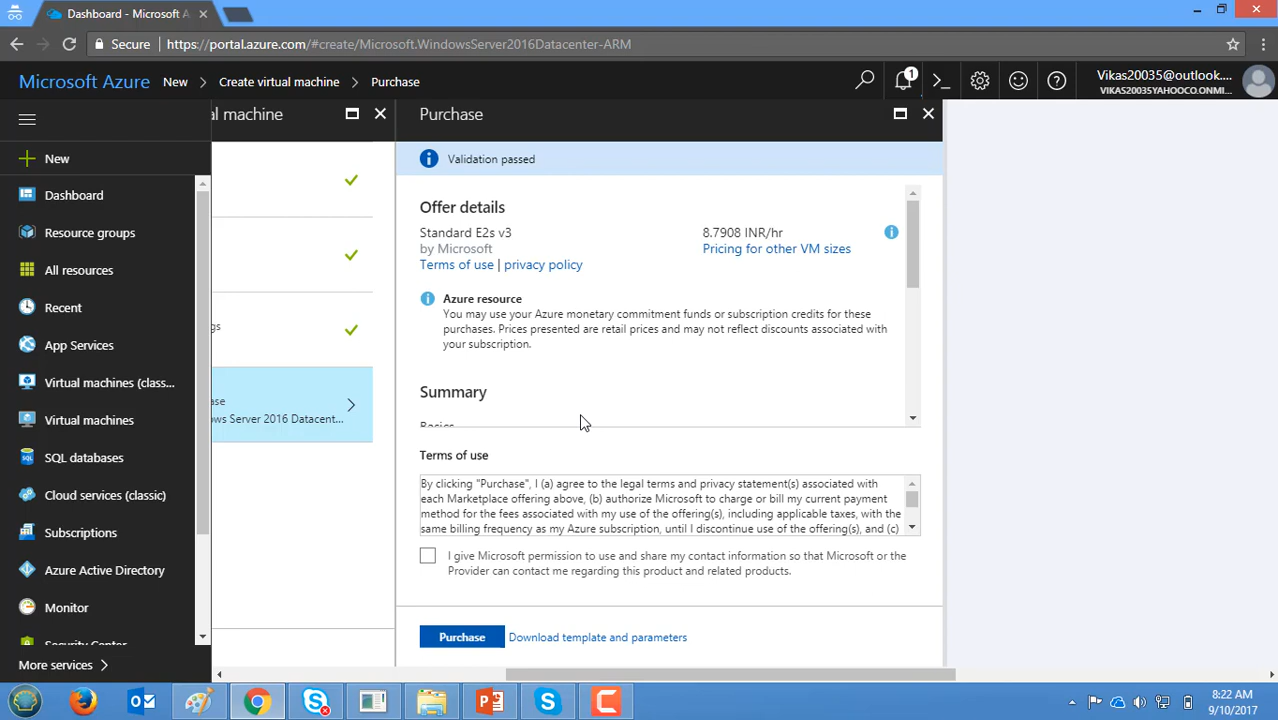 Dashboard - Microsoft A
Secure
https://portal.azure.com/#create/Microsoft.WindowsServer2016Datacenter-ARM
Microsoft Azure New > Create virtual machine > Purchase
1
Vikas20035@outlook....
VIKAS20035YAHOOCO.ONMI...
New
Dashboard
Resource groups
All resources
Recent
App Services
Virtual machines (class...
Virtual machines
SQL databases
Cloud services (classic)
Subscriptions
Azure Active Directory
Monitor
Security Center
More services >
al machine
gs
ase
ows Server 2016 Datacent...
Purchase
Validation passed
Offer details
Standard E2s v3
by Microsoft
Terms of use | privacy policy
8.7908 INR/hr
Pricing for other VM sizes
Azure resource
You may use your Azure monetary commitment funds or subscription credits for these
purchases. Prices presented are retail prices and may not reflect discounts associated with
your subscription.
Summary
Basics
Terms of use
By clicking "Purchase", I (a) agree to the legal terms and privacy statement(s) associated with
each Marketplace offering above, (b) authorize Microsoft to charge or bill my current payment
method for the fees associated with my use of the offering(s), including applicable taxes, with the
same billing frequency as my Azure subscription, until I discontinue use of the offering(s), and (c)
I give Microsoft permission to use and share my contact information so that Microsoft or the
Provider can contact me regarding this product and related products.
Purchase
Download template and parameters
8:22 AM
9/10/2017